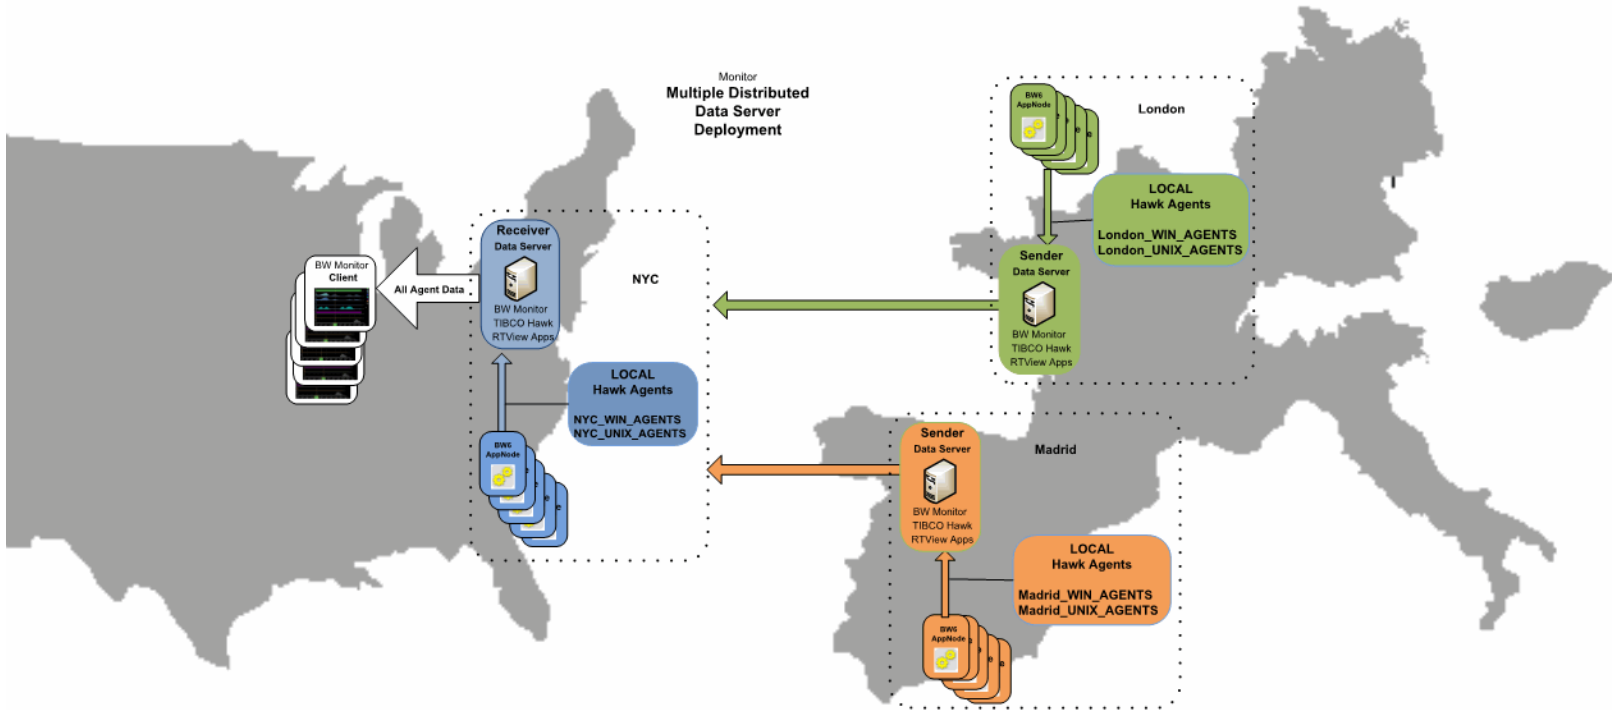 Monitor
Multiple Distributed
Data Server
Deployment
BW Monitor
Client
All Agent Data
Receiver
Data Server
BW Monitor
TIBCO Hawk
RTView Apps
NYC
LOCAL
Hawk Agents
NYC_WIN_AGENTS
NYC_UNIX_AGENTS
BW6
AppNode
e
London
BW6
AppNode
e
e
e
LOCAL
Hawk Agents
London_WIN_AGENTS
London_UNIX_AGENTS
Sender
Data Server
BW Monitor
TIBCO Hawk
RTView Apps
Madrid
Sender
Data Server
BW Monitor
TIBCO Hawk
RTView Apps
LOCAL
Hawk Agents
Madrid_WIN_AGENTS
Madrid_UNIX_AGENTS
BW6
AppNode
e
e
e